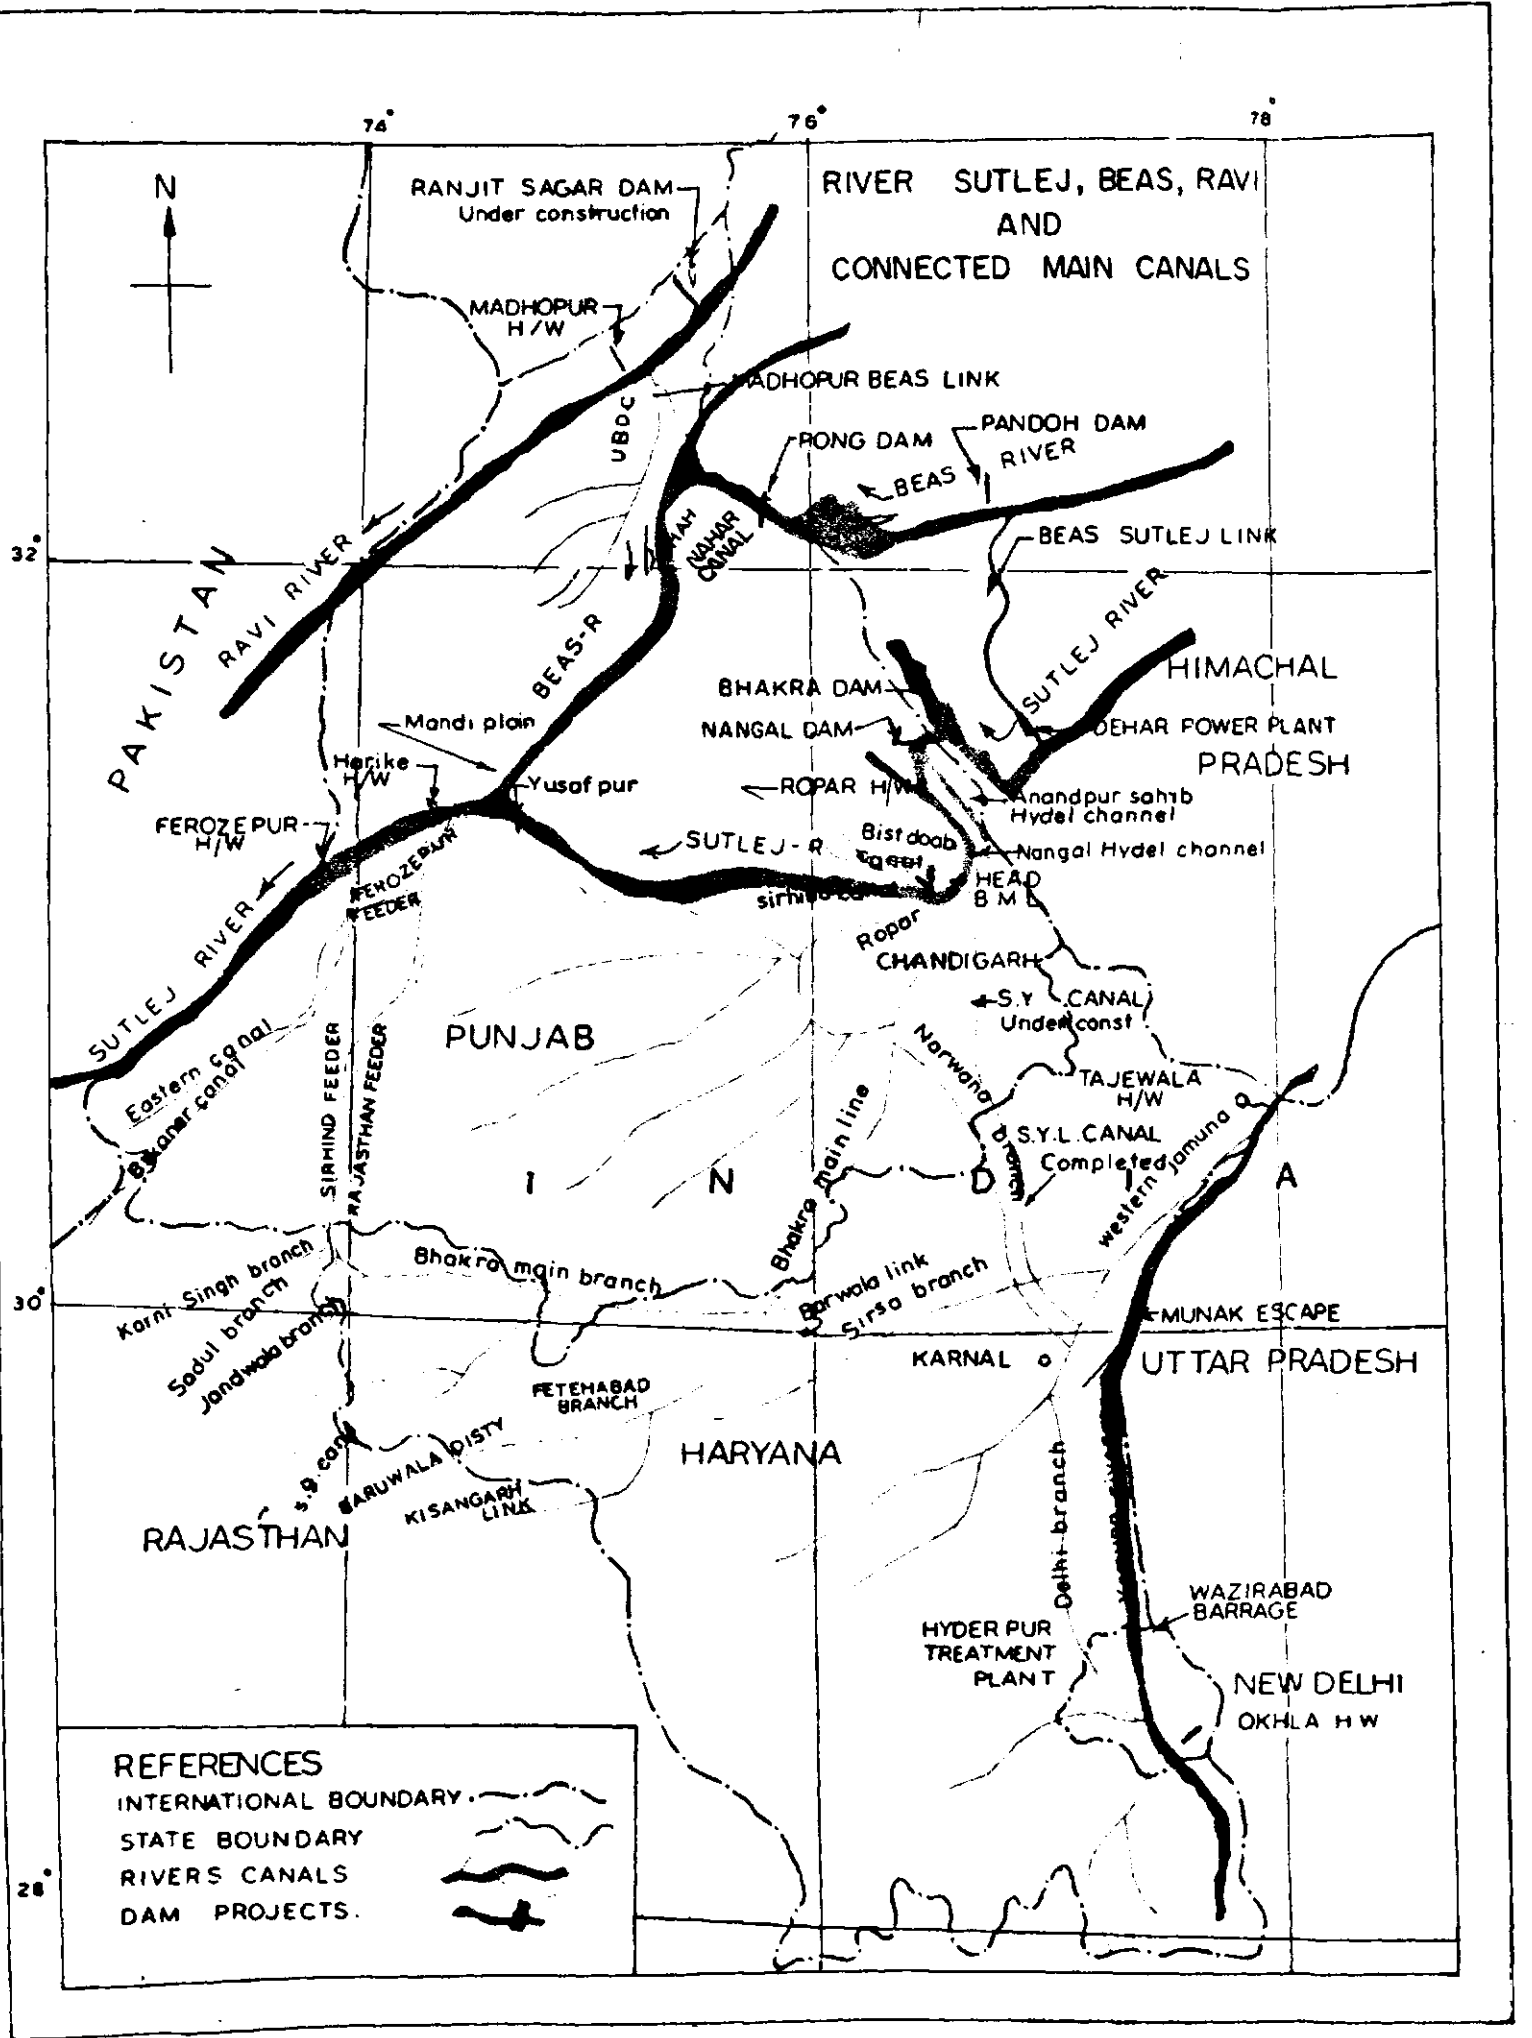 74°
76°
78°
N
RANJIT SAGAR DAM
Under construction
RIVER SUTLEJ, BEAS, RAVI
AND
CONNECTED MAIN CANALS
MADHOPUR
H/W
ADHOPUR BEAS LINK
UBDC
PONG DAM
PANDOH DAM
BEAS RIVER
NAHAR
CANAL
BEAS SUTLEJ LINK
32°
PAKISTAN
RAVI RIVER
BEAS-R
SUTLEJ RIVER
HIMACHAL
PRADESH
BHAKRA DAM
NANGAL DAM
DEHAR POWER PLANT
Mandi plain
Harike
H/W
Yusaf pur
ROPAR H/W
Anandpur sahib
Hydel channel
FEROZEPUR
H/W
SUTLEJ-R
Bist doab
Nangal Hydel channel
HEAD
B M L
FEROZEPUR
FEEDER
Ropar
CHANDIGARH
SUTLEJ RIVER
S.Y CANAL
Under const
PUNJAB
Eastern canal
Bikaner canal
SIRHIND FEEDER
RAJASTHAN FEEDER
Narwana branch
TAJEWALA
H/W
S.Y.L. CANAL
Completed
western jamuna
Bhakra main line
I N D I A
Bhakra main branch
Karni Singh branch
Sadul branch
Jandwala branch
30°
Barwala link
Sirsa branch
MUNAK ESCAPE
KARNAL
UTTAR PRADESH
FETEHABAD
BRANCH
HARYANA
KISANGARH
LINK
RAJASTHAN
Delhi branch
WAZIRABAD
BARRAGE
HYDER PUR
TREATMENT
PLANT
NEW DELHI
OKHLA H W
28°
REFERENCES
INTERNATIONAL BOUNDARY
STATE BOUNDARY
RIVERS CANALS
DAM PROJECTS.